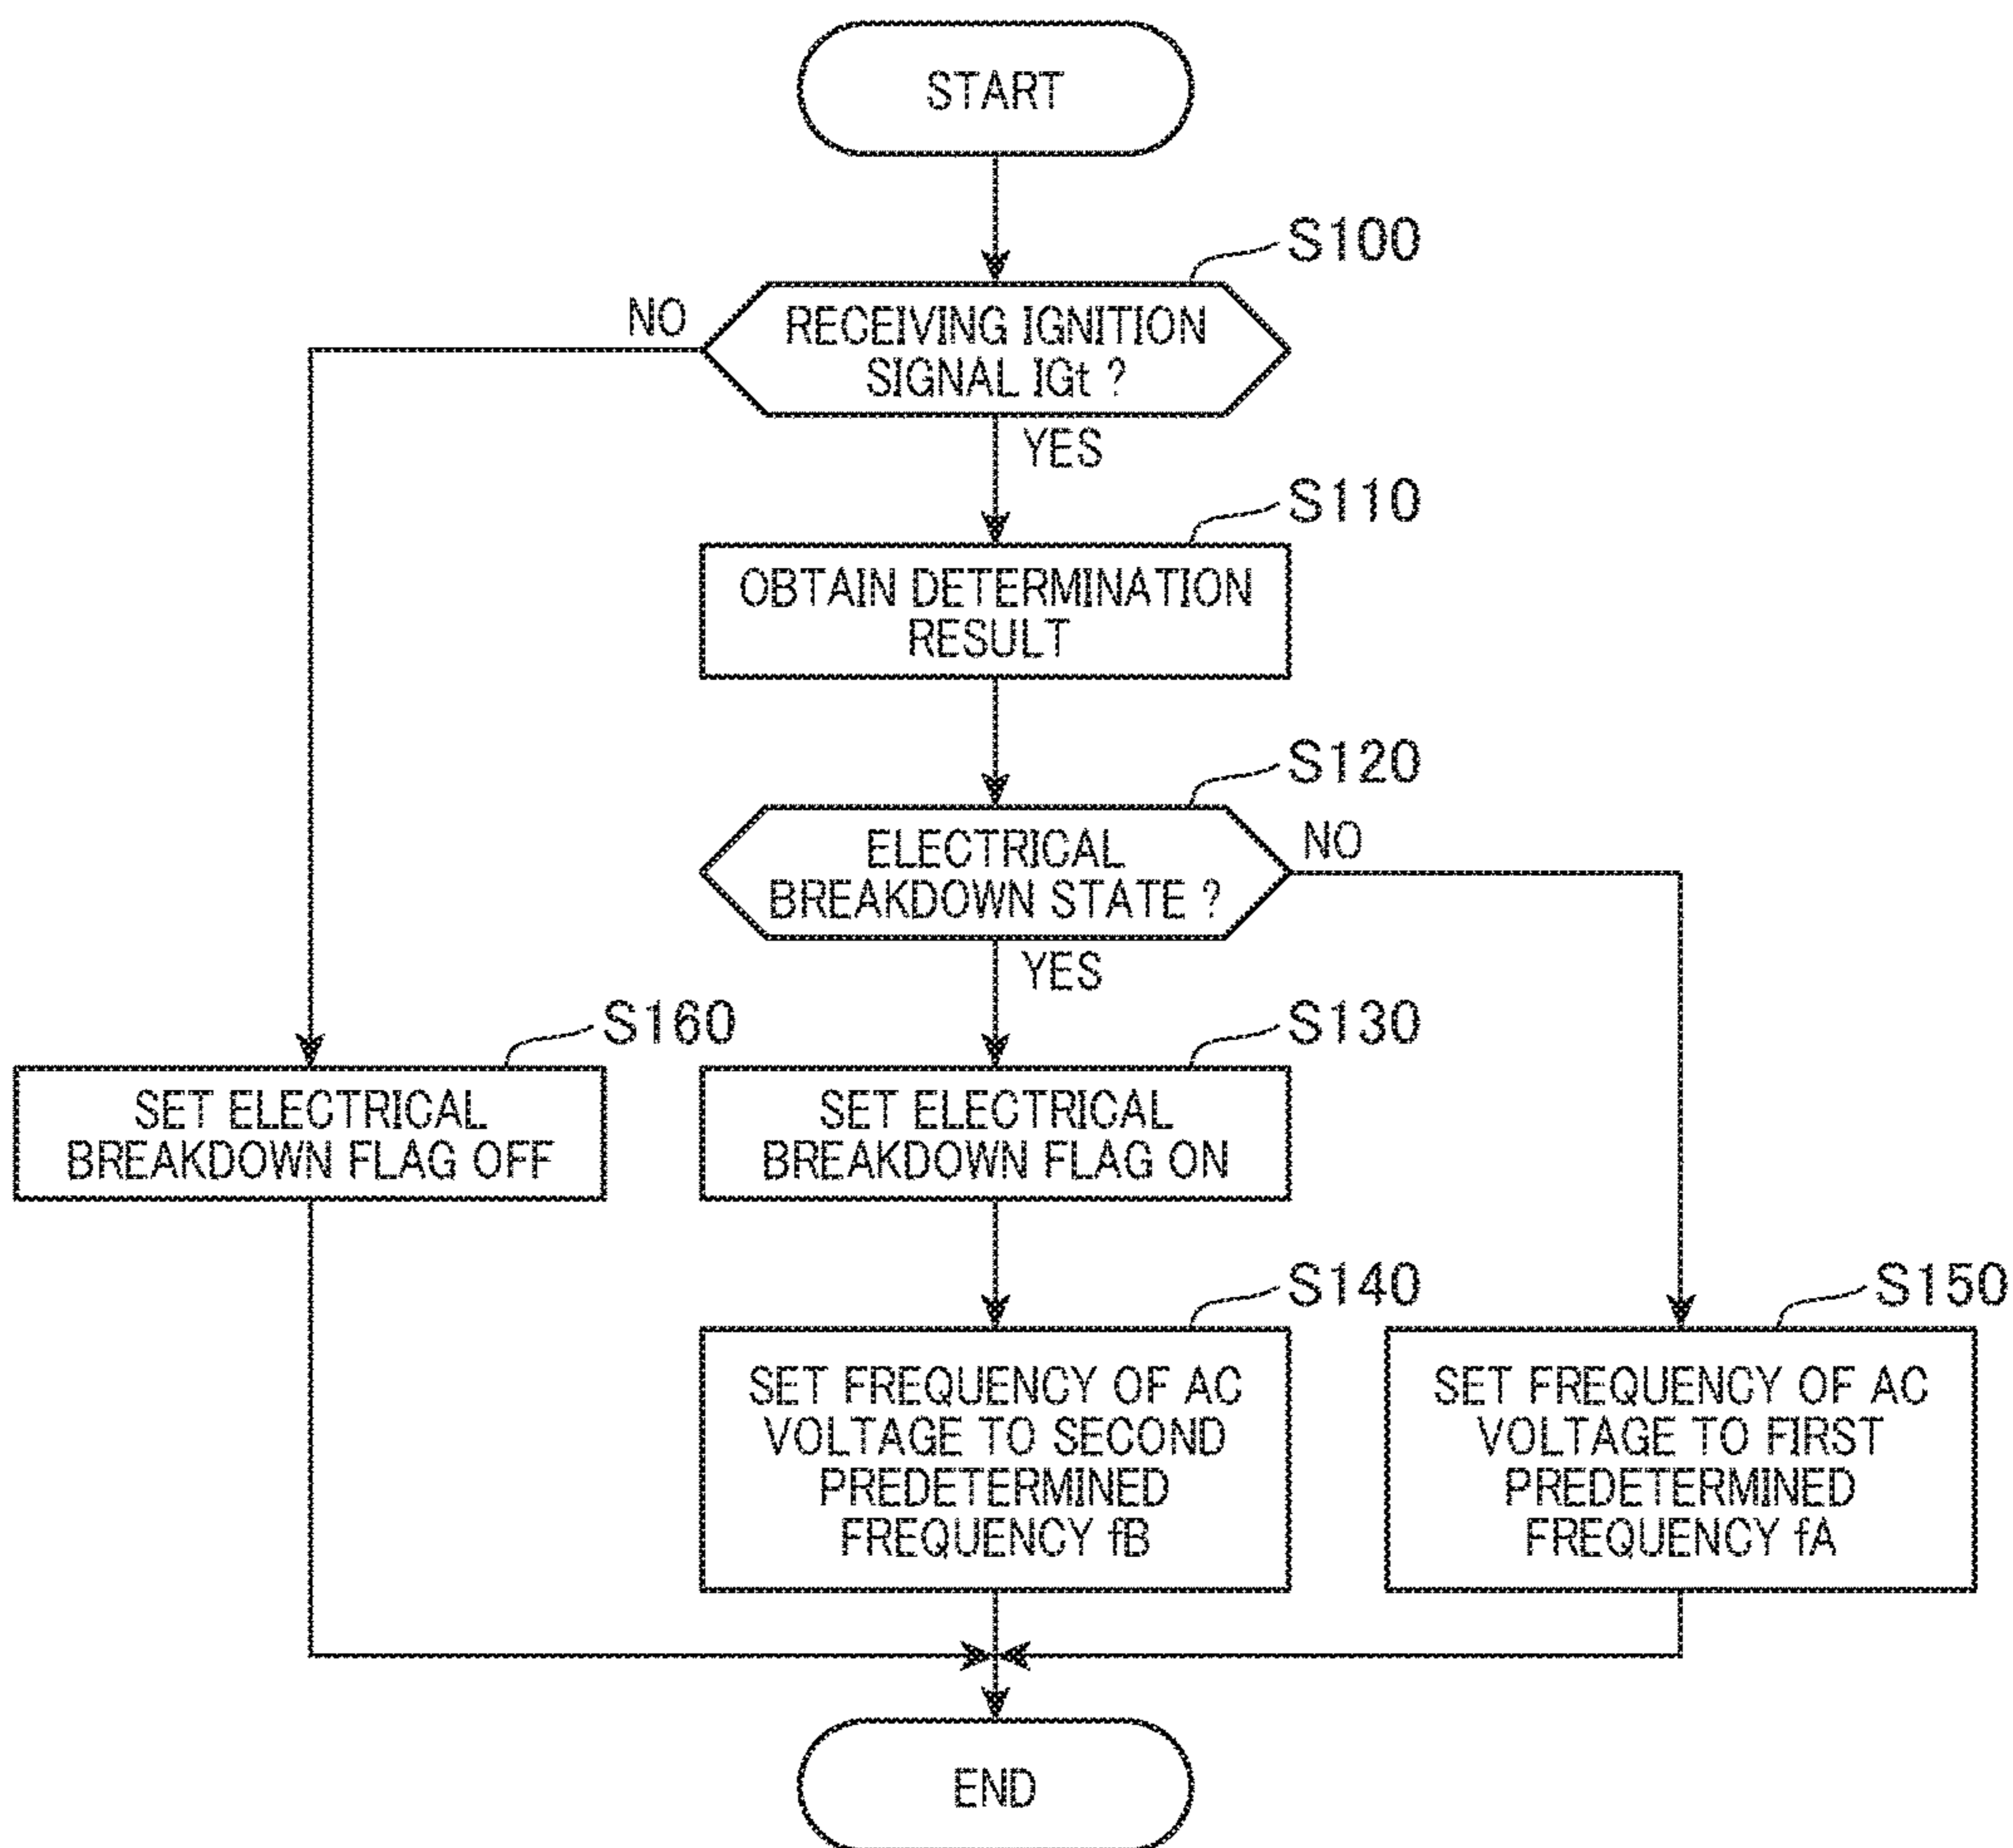 START
S100
NO
RECEIVING IGNITION
SIGNAL IGt ?
YES
S110
OBTAIN DETERMINATION
RESULT
S120
ELECTRICAL
BREAKDOWN STATE ?
NO
YES
S160
SET ELECTRICAL
BREAKDOWN FLAG OFF
S130
SET ELECTRICAL
BREAKDOWN FLAG ON
S140
SET FREQUENCY OF AC
VOLTAGE TO SECOND
PREDETERMINED
FREQUENCY fB
S150
SET FREQUENCY OF AC
VOLTAGE TO FIRST
PREDETERMINED
FREQUENCY fA
END